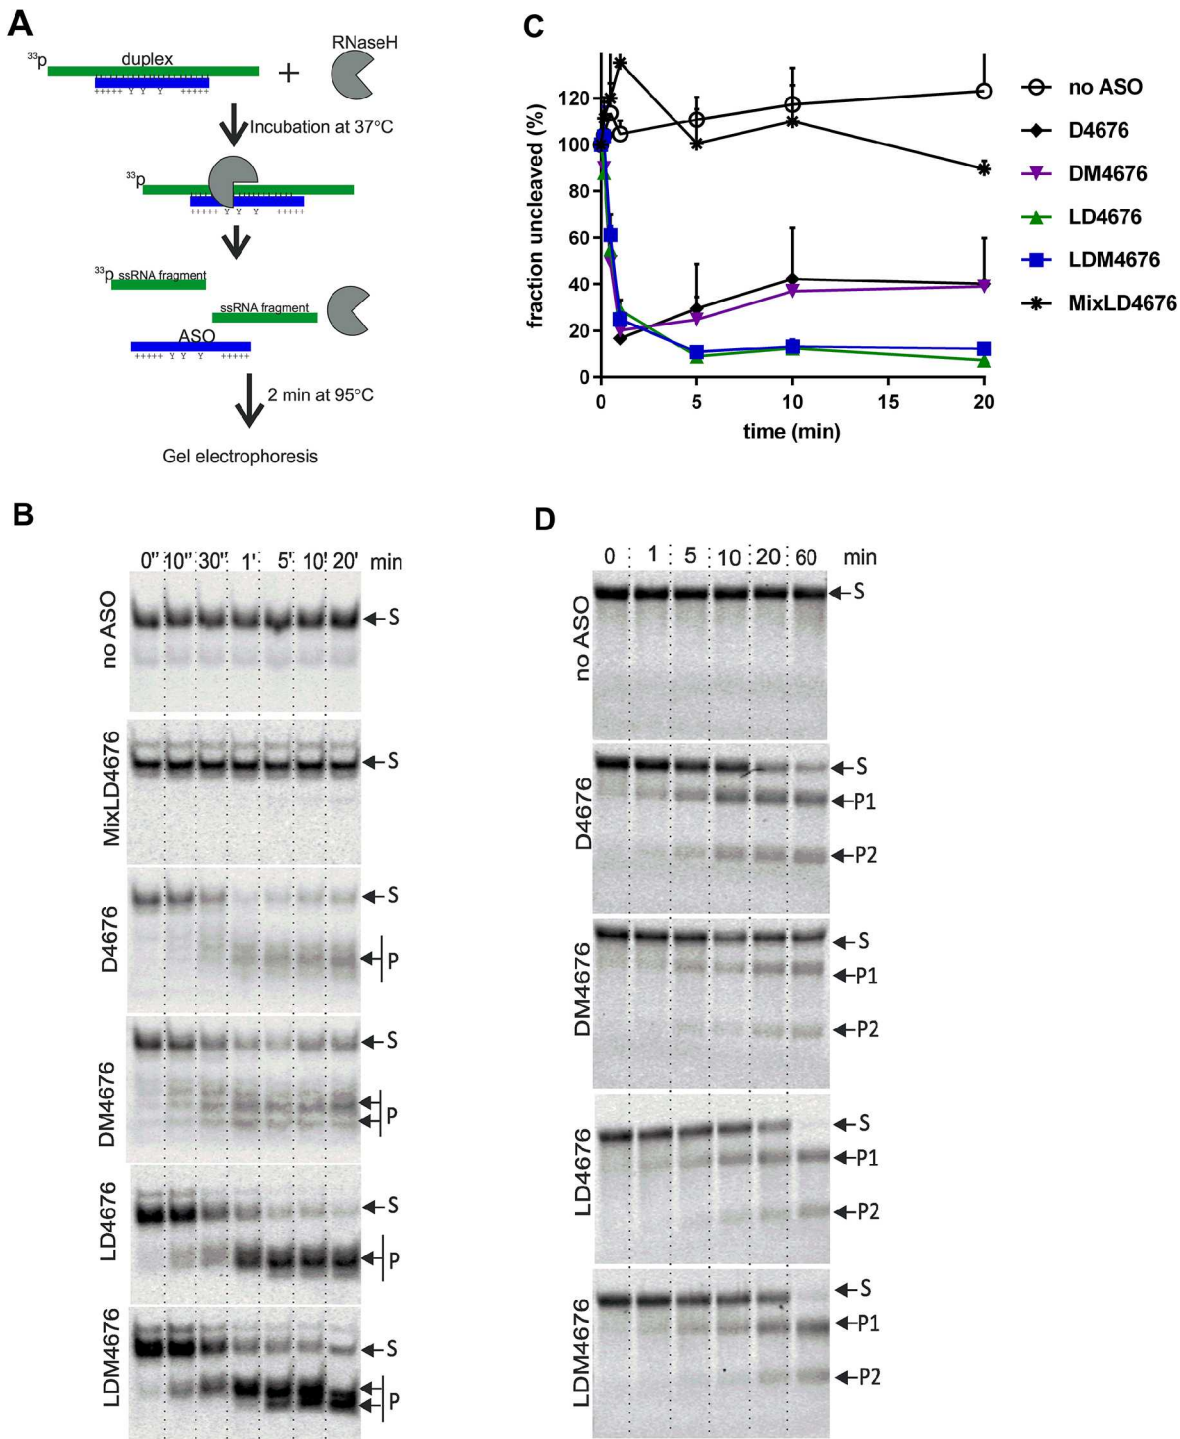 A
³³p
duplex
RNaseH
+
+++++ Y Y Y +++++
Incubation at 37°C
³³p
+++++ Y Y Y +++++
³³p ssRNA fragment
ssRNA fragment
ASO
+++++ Y Y Y +++++
2 min at 95°C
Gel electrophoresis
C
fraction uncleaved (%)
120
100
80
60
40
20
0
0 5 10 15 20
time (min)
no ASO
D4676
DM4676
LD4676
LDM4676
MixLD4676
B
0" 10" 30" 1' 5' 10' 20' min
no ASO
S
MixLD4676
S
D4676
S
P
DM4676
S
P
LD4676
S
P
LDM4676
S
P
D
0 1 5 10 20 60 min
no ASO
S
D4676
S
P1
P2
DM4676
S
P1
P2
LD4676
S
P1
P2
LDM4676
S
P1
P2